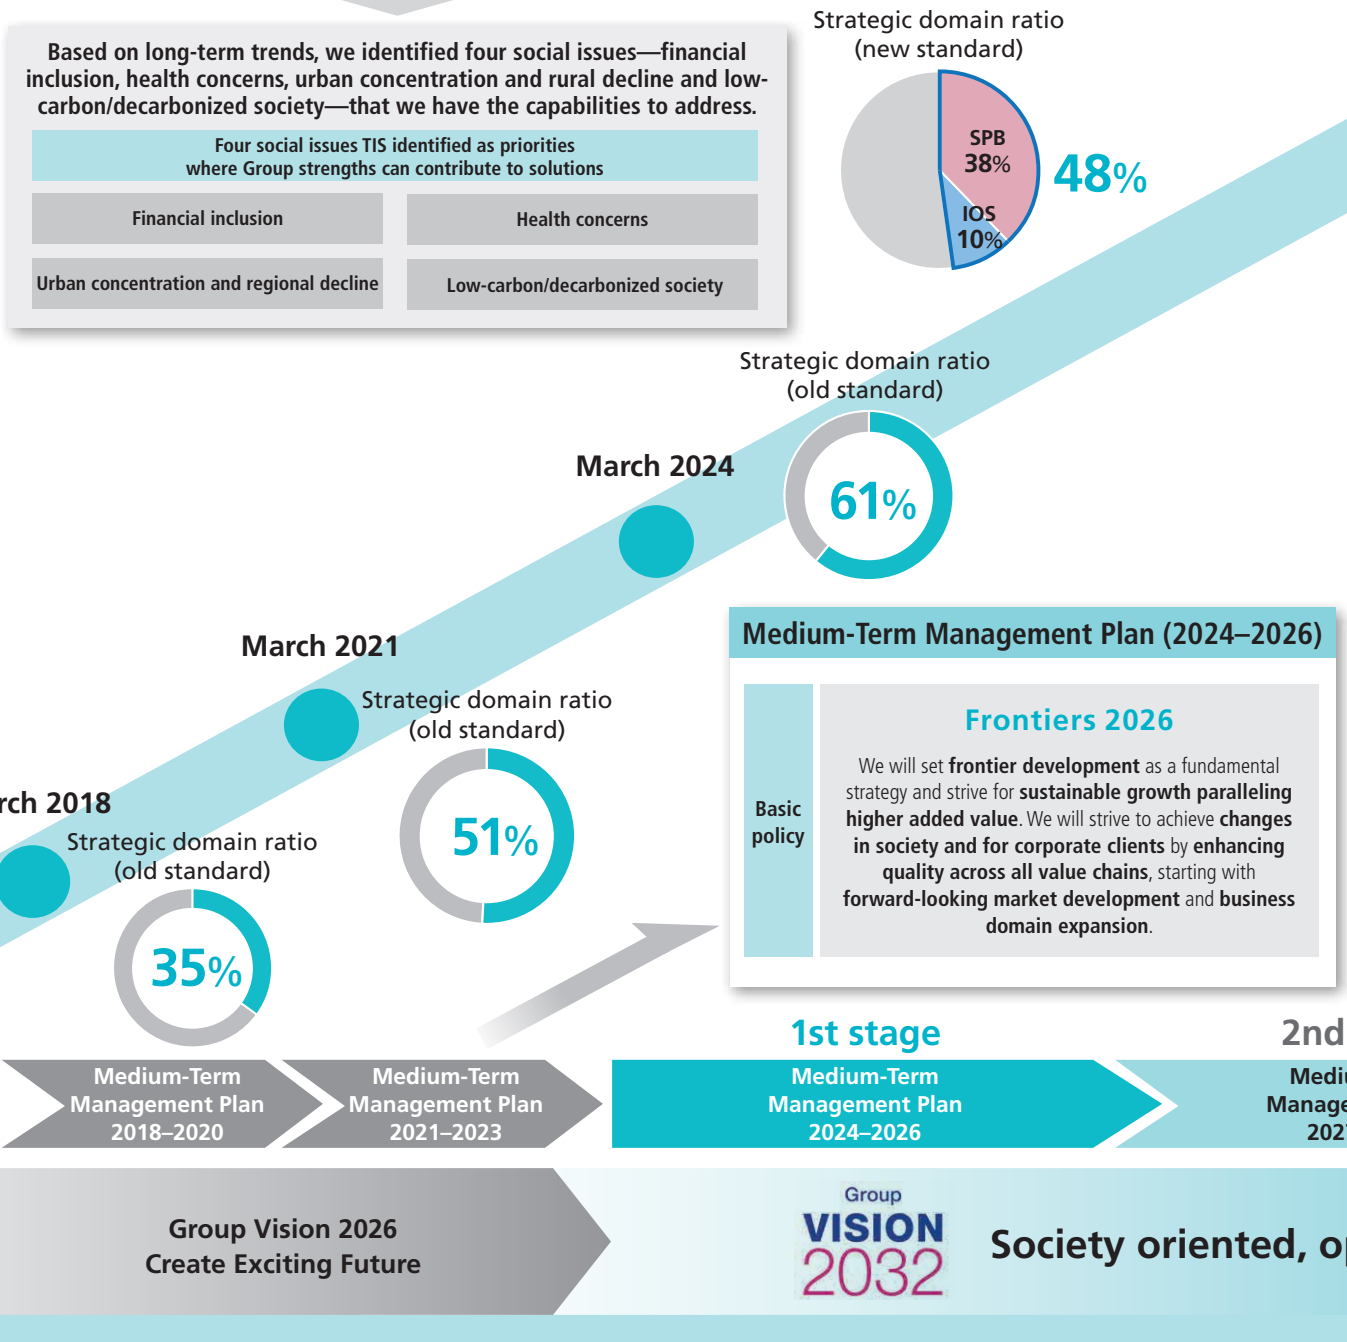 Based on long-term trends, we identified four social issues—financial
inclusion, health concerns, urban concentration and rural decline and low-
carbon/decarbonized society—that we have the capabilities to address.
Four social issues TIS identified as priorities
where Group strengths can contribute to solutions
Financial inclusion
Health concerns
Urban concentration and regional decline
Low-carbon/decarbonized society
Strategic domain ratio
(new standard)
SPB
38%
IOS
10%
48%
Strategic domain ratio
(old standard)
61%
March 2024
March 2021
Strategic domain ratio
(old standard)
51%
rch 2018
Strategic domain ratio
(old standard)
35%
Medium-Term Management Plan (2024–2026)
Basic
policy
Frontiers 2026
We will set frontier development as a fundamental
strategy and strive for sustainable growth paralleling
higher added value. We will strive to achieve changes
in society and for corporate clients by enhancing
quality across all value chains, starting with
forward-looking market development and business
domain expansion.
1st stage
2nd
Medium-Term
Management Plan
2018–2020
Medium-Term
Management Plan
2021–2023
Medium-Term
Management Plan
2024–2026
Medi
Manage
202
Group Vision 2026
Create Exciting Future
Group
VISION
2032
Society oriented, o